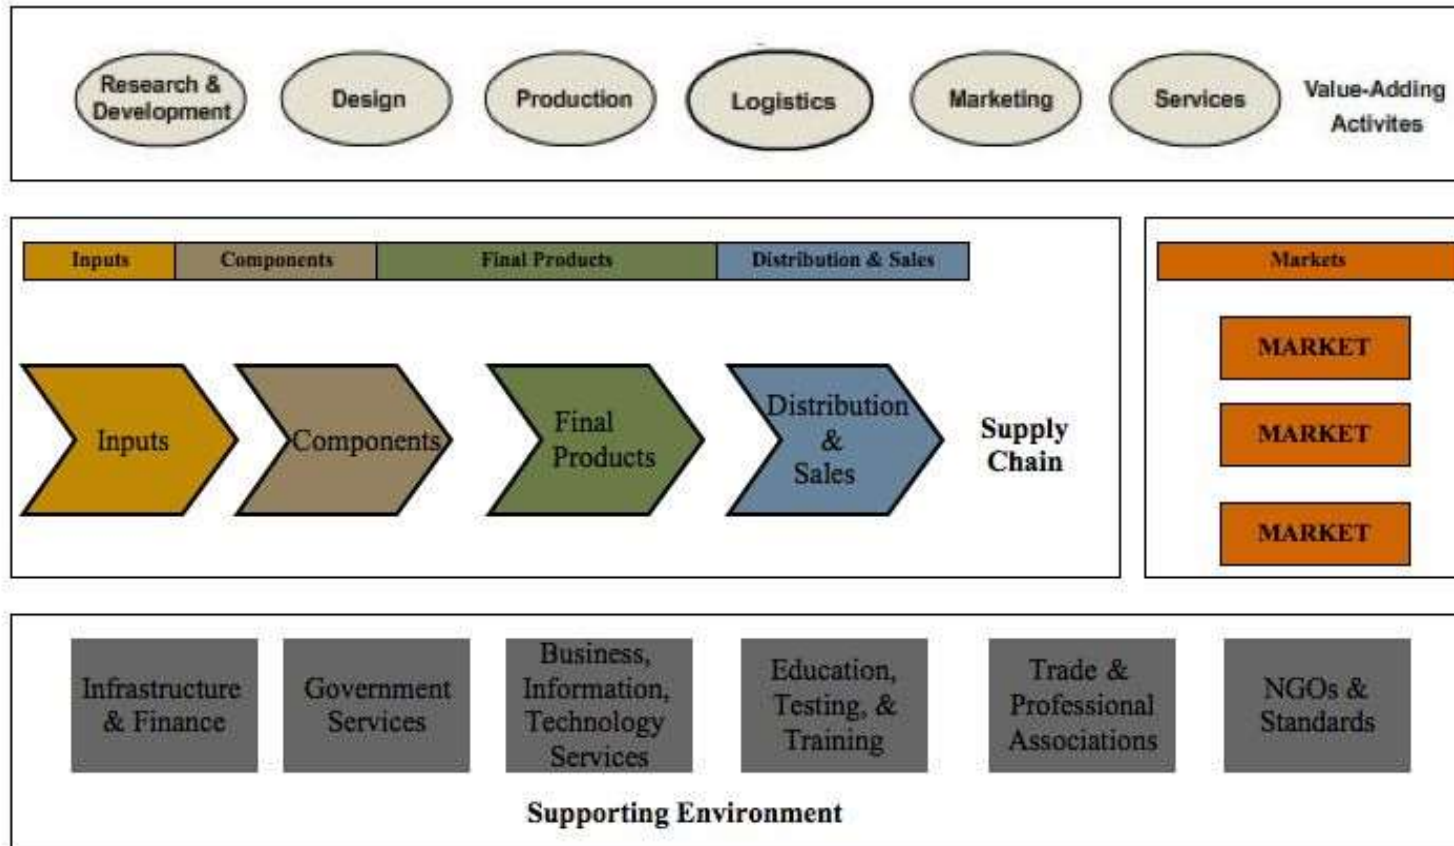 Research &
Development
Design
Production
Logistics
Marketing
Services
Value-Adding
Activites
Inputs
Components
Final Products
Distribution & Sales
Markets
Inputs
Components
Final
Products
Distribution
&
Sales
Supply
Chain
MARKET
MARKET
MARKET
Infrastructure
& Finance
Government
Services
Business,
Information,
Technology
Services
Education,
Testing, &
Training
Trade &
Professional
Associations
NGOs &
Standards
Supporting Environment